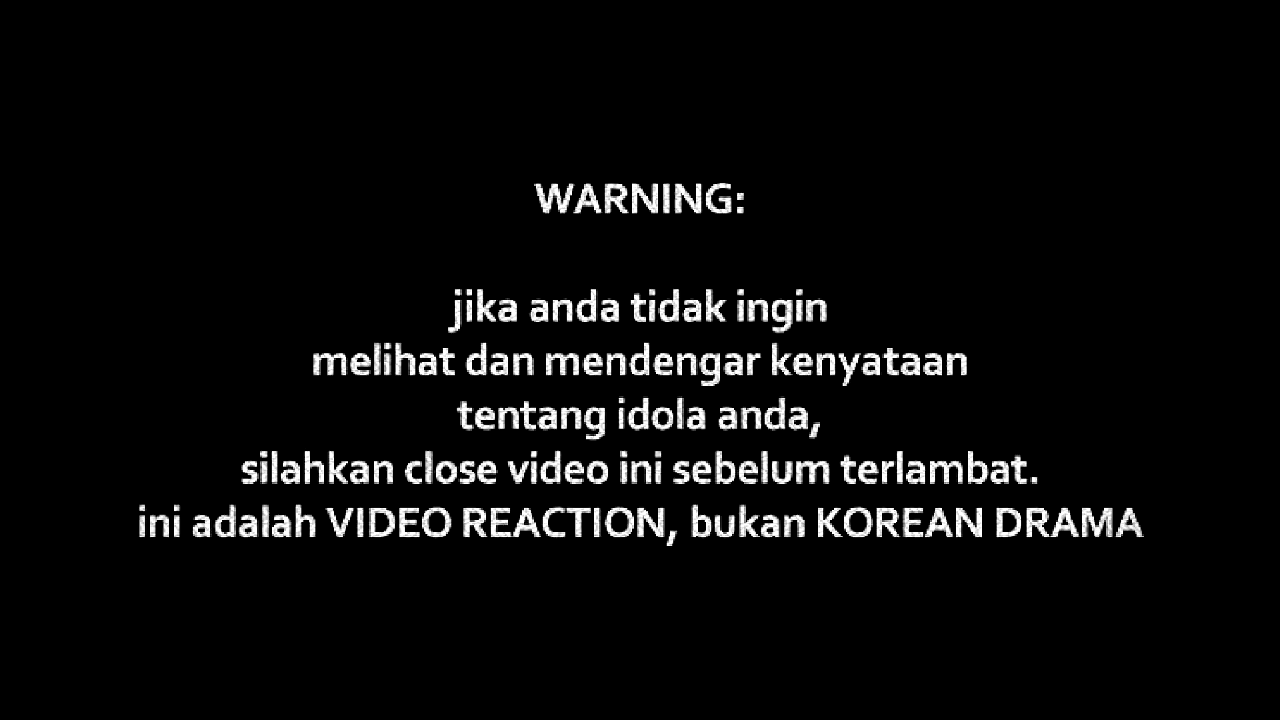 WARNING:
jika anda tidak ingin
melihat dan mendengar kenyataan
tentang idola anda,
silahkan close video ini sebelum terlambat.
ini adalah VIDEO REACTION, bukan KOREAN DRAMA